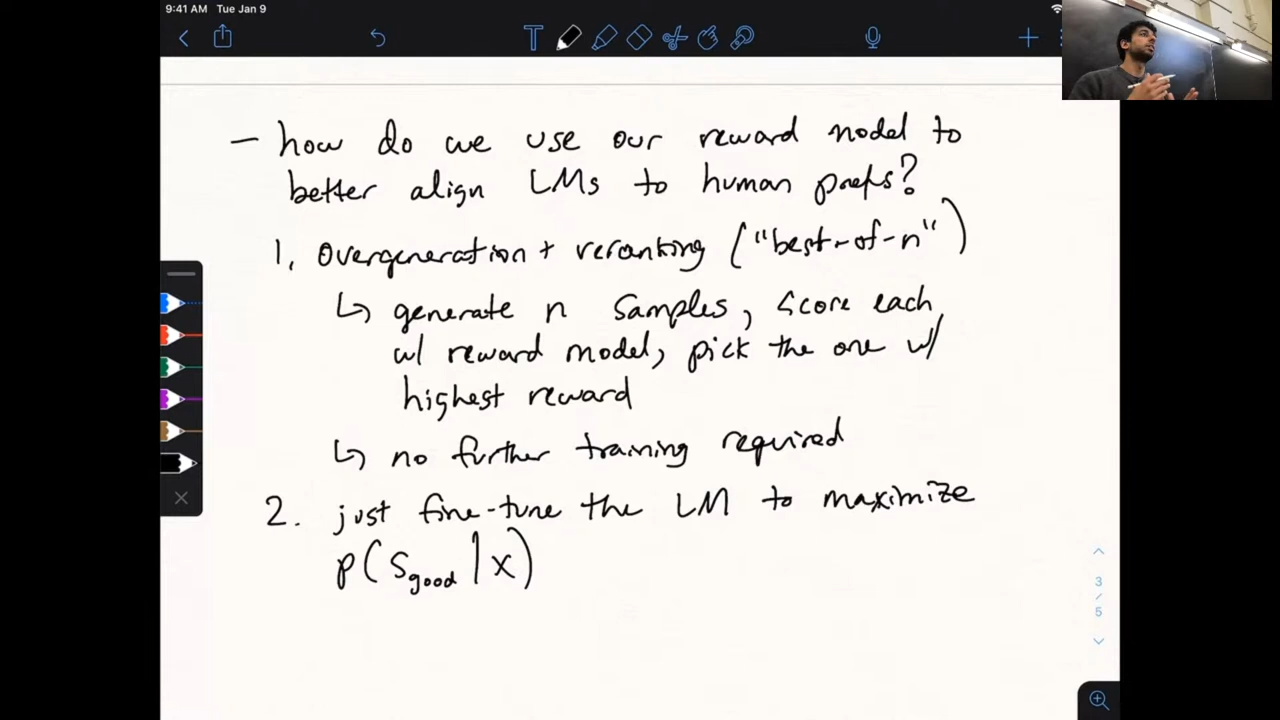 9:41 AM Tue Jan 9
— how do we use our reward model to
better align LMs to human prefs?
1. overgeneration + reranking ("best-of-n")
↳ generate n samples, score each
w/ reward model, pick the one w/
highest reward
↳ no further training required
2. just fine-tune the LM to maximize
p(s_good | x)
3
/
5